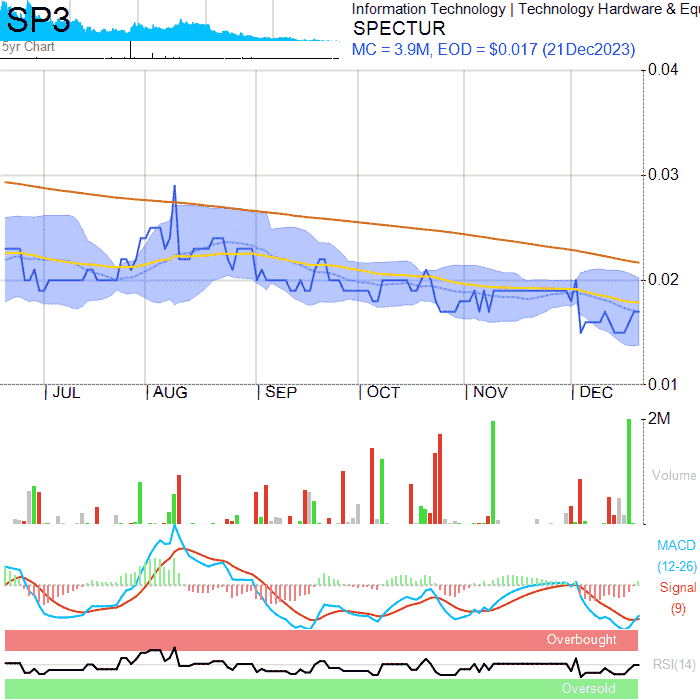 SP3
5yr Chart
Information Technology | Technology Hardware & Equ
SPECTUR
MC = 3.9M, EOD = $0.017 (21Dec2023)
0.04
0.03
0.02
0.01
JUL AUG SEP OCT NOV DEC
2M
Volume
MACD
(12-26)
Signal
(9)
Overbought
RSI(14)
Oversold